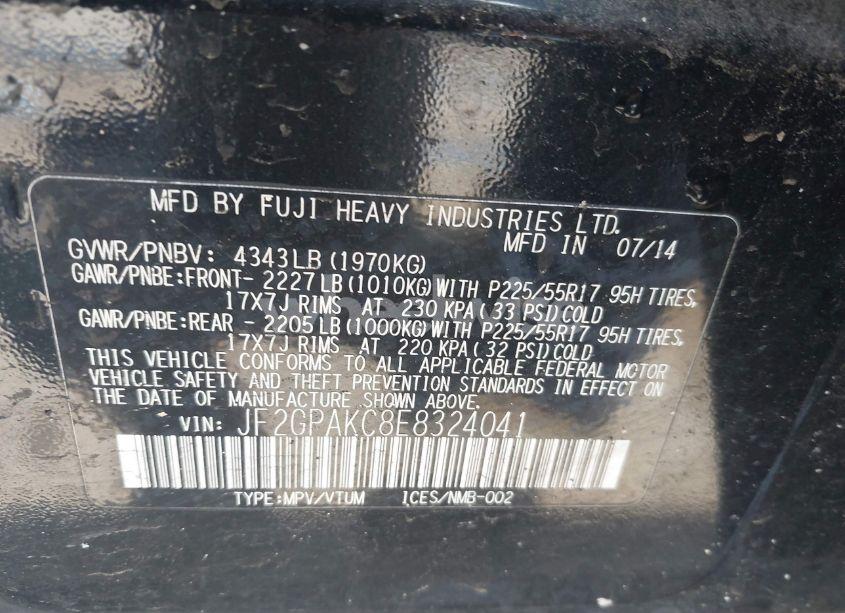 MFD BY FUJI HEAVY INDUSTRIES LTD.
MFD IN 07/14
GVWR/PNBV: 4343LB (1970KG)
GAWR/PNBE:FRONT- 2227LB(1010KG)WITH P225/55R17 95H TIRES,
17X7J RIMS AT 230 KPA(33 PSI)COLD
GAWR/PNBE:REAR - 2205LB(1000KG)WITH P225/55R17 95H TIRES,
17X7J RIMS AT 220 KPA(32 PSI)COLD
THIS VEHICLE CONFORMS TO ALL APPLICABLE FEDERAL MOTOR
VEHICLE SAFETY AND THEFT PREVENTION STANDARDS IN EFFECT ON
THE DATE OF MANUFACTURE SHOWN ABOVE.
VIN: JF2GPAKC8E8324041
TYPE:MPV/VTUM ICES/NMB-002